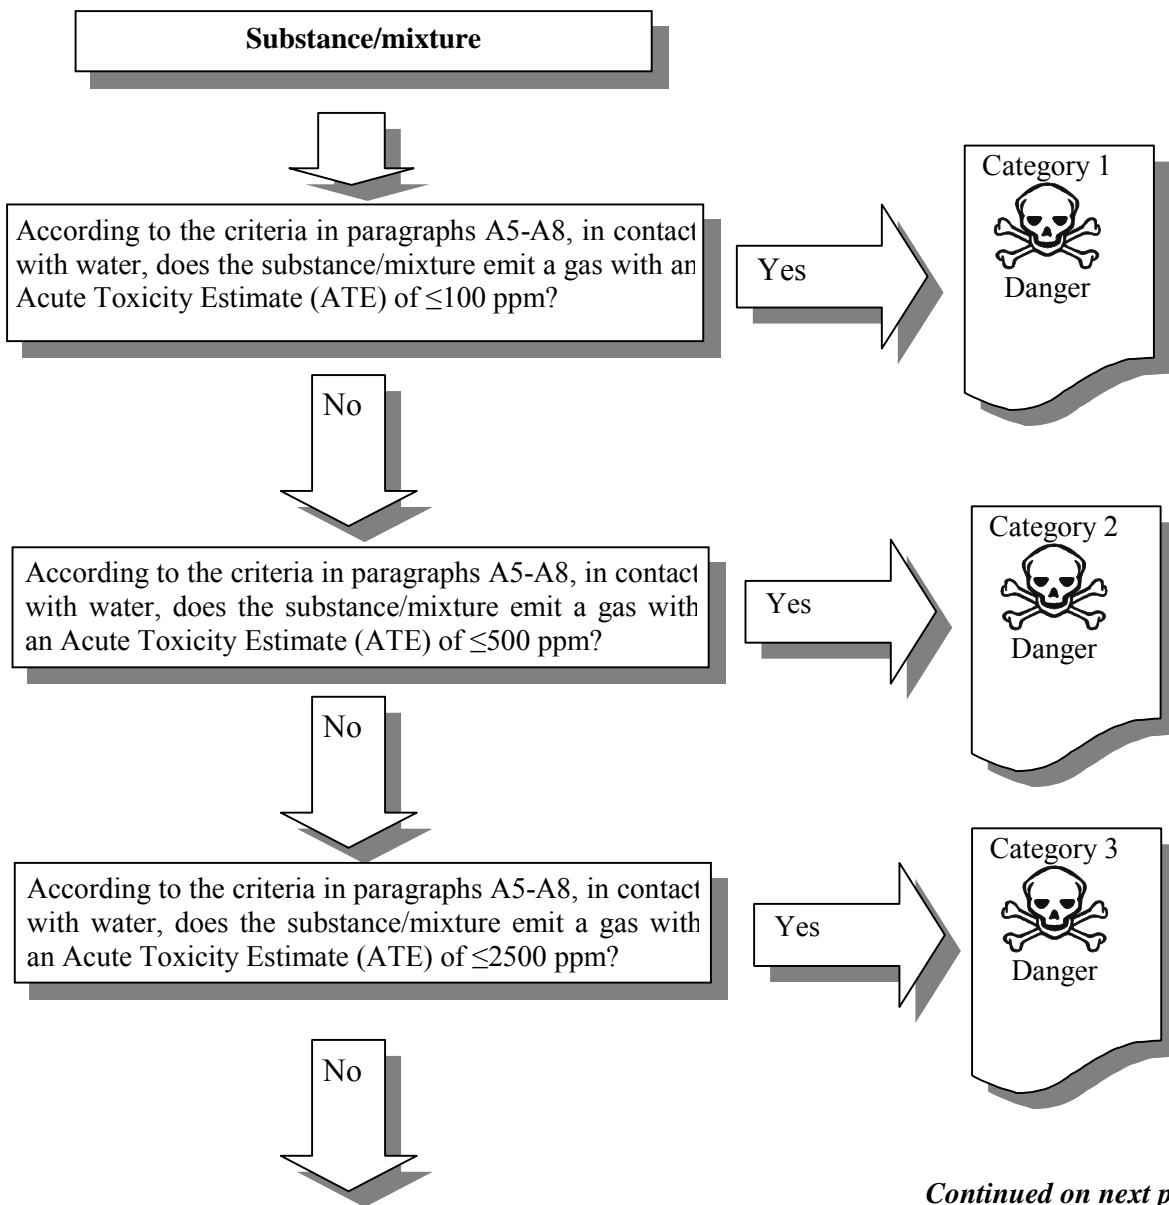 Substance/mixture
According to the criteria in paragraphs A5-A8, in contact
with water, does the substance/mixture emit a gas with an
Acute Toxicity Estimate (ATE) of ≤100 ppm?
Yes
Category 1
Danger
No
According to the criteria in paragraphs A5-A8, in contact
with water, does the substance/mixture emit a gas with
an Acute Toxicity Estimate (ATE) of ≤500 ppm?
Yes
Category 2
Danger
No
According to the criteria in paragraphs A5-A8, in contact
with water, does the substance/mixture emit a gas with
an Acute Toxicity Estimate (ATE) of ≤2500 ppm?
Yes
Category 3
Danger
No
Continued on next p